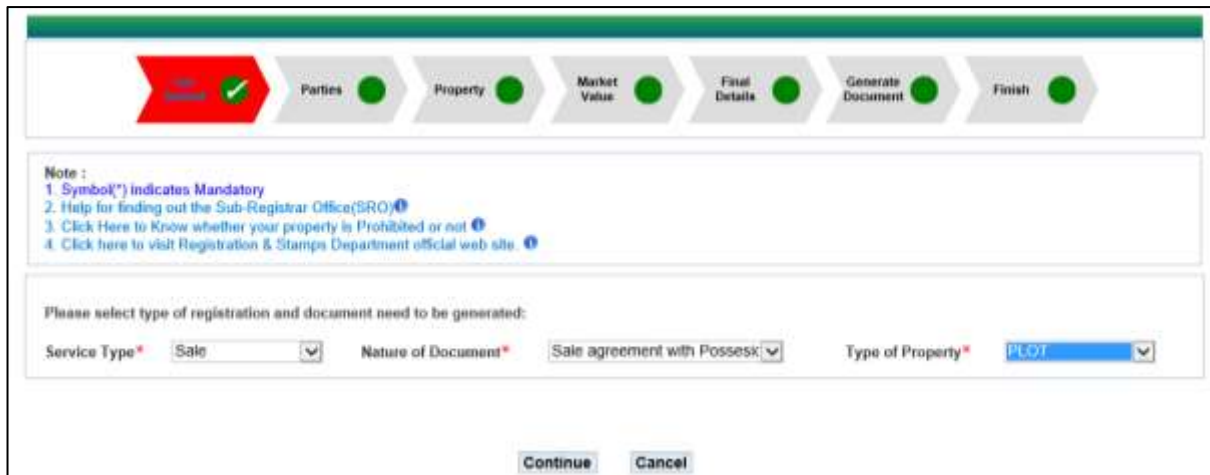 Parties
Property
Market
Value
Final
Details
Generate
Document
Finish
Note :
1. Symbol(*) indicates Mandatory
2. Help for finding out the Sub-Registrar Office(SRO)
3. Click Here to Know whether your property is Prohibited or not
4. Click here to visit Registration & Stamps Department official web site.
Please select type of registration and document need to be generated:
Service Type* Sale Nature of Document* Sale agreement with Possesi Type of Property* PLOT
Continue Cancel